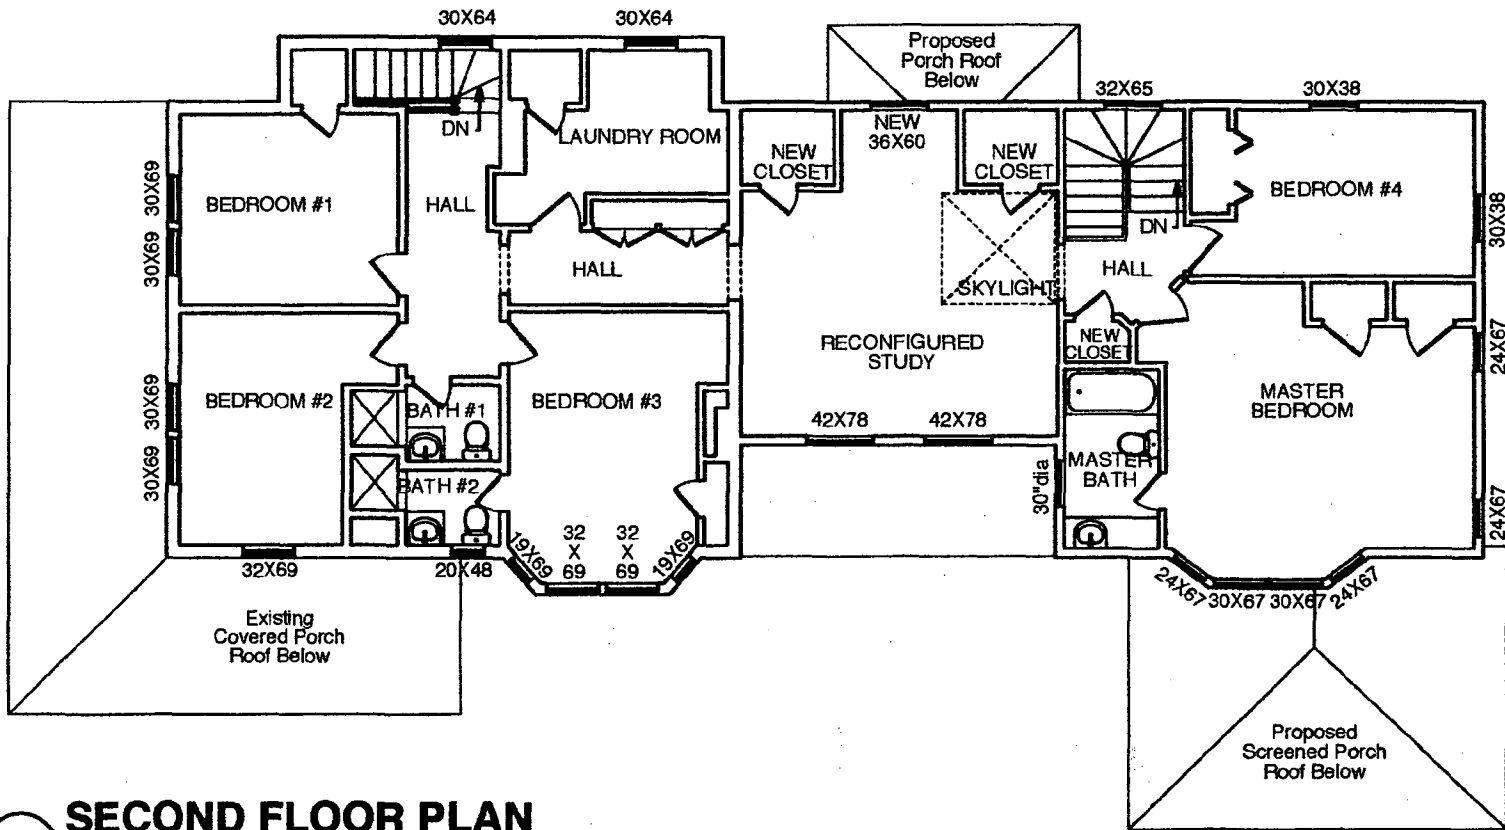 30X64
30X64
Proposed
Porch Roof
Below
32X65
30X38
DN
LAUNDRY ROOM
NEW
36X60
NEW
CLOSET
NEW
CLOSET
30X69
BEDROOM #1
HALL
BEDROOM #4
30X38
DN
30X69
HALL
HALL
SKYLIGHT
RECONFIGURED
STUDY
NEW
CLOSET
24X67
30X69
BEDROOM #2
BATH #1
BEDROOM #3
MASTER
BEDROOM
42X78
42X78
30X69
BATH #2
30"dia
MASTER
BATH
24X67
32X69
20X48
19X69
32
X
69
32
X
69
19X69
24X67
30X67
30X67
24X67
Existing
Covered Porch
Roof Below
Proposed
Screened Porch
Roof Below
SECOND FLOOR PLAN